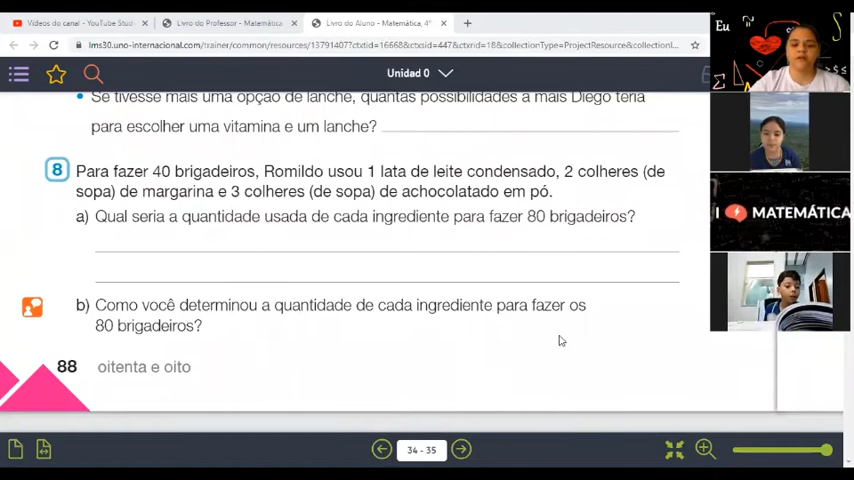 Vídeos do canal - YouTube Stud
Livro do Professor - Matemática
Livro do Aluno - Matemática, 4º
lms30.uno-internacional.com/trainer/common/resources/13791407?ctxid=16668&ctxsid=447&ctxrid=18&collectionType=ProjectResource&collectionI
Unidad 0
Se tivesse mais uma opção de lanche, quantas possibilidades a mais Diego teria
para escolher uma vitamina e um lanche?
8 Para fazer 40 brigadeiros, Romildo usou 1 lata de leite condensado, 2 colheres (de
sopa) de margarina e 3 colheres (de sopa) de achocolatado em pó.
a) Qual seria a quantidade usada de cada ingrediente para fazer 80 brigadeiros?
b) Como você determinou a quantidade de cada ingrediente para fazer os
80 brigadeiros?
88 oitenta e oito
34 - 35
Eu
I MATEMÁTICA